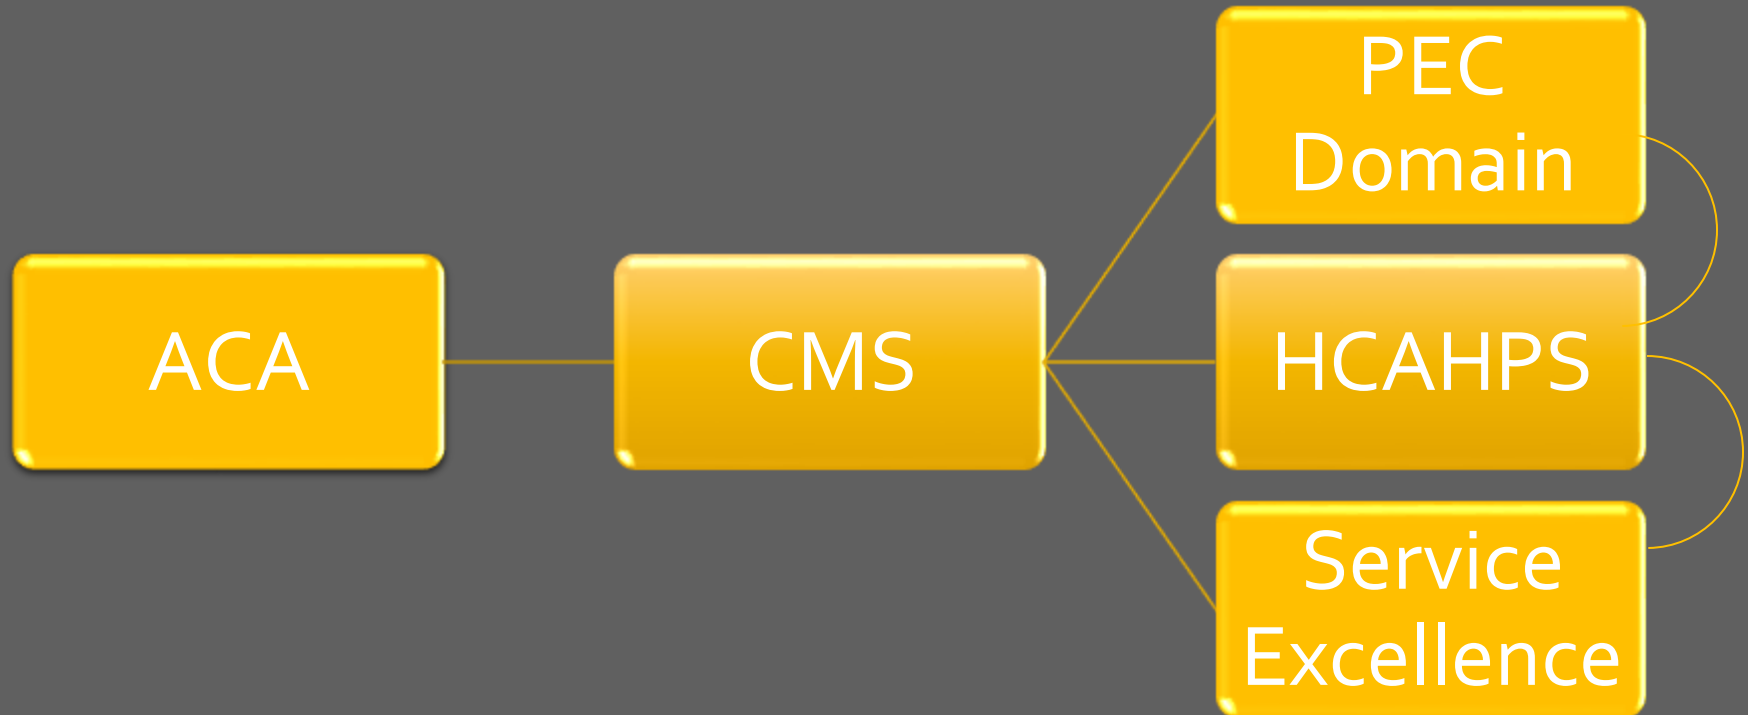 ACA
CMS
PEC
Domain
HCAHPS
Service
Excellence